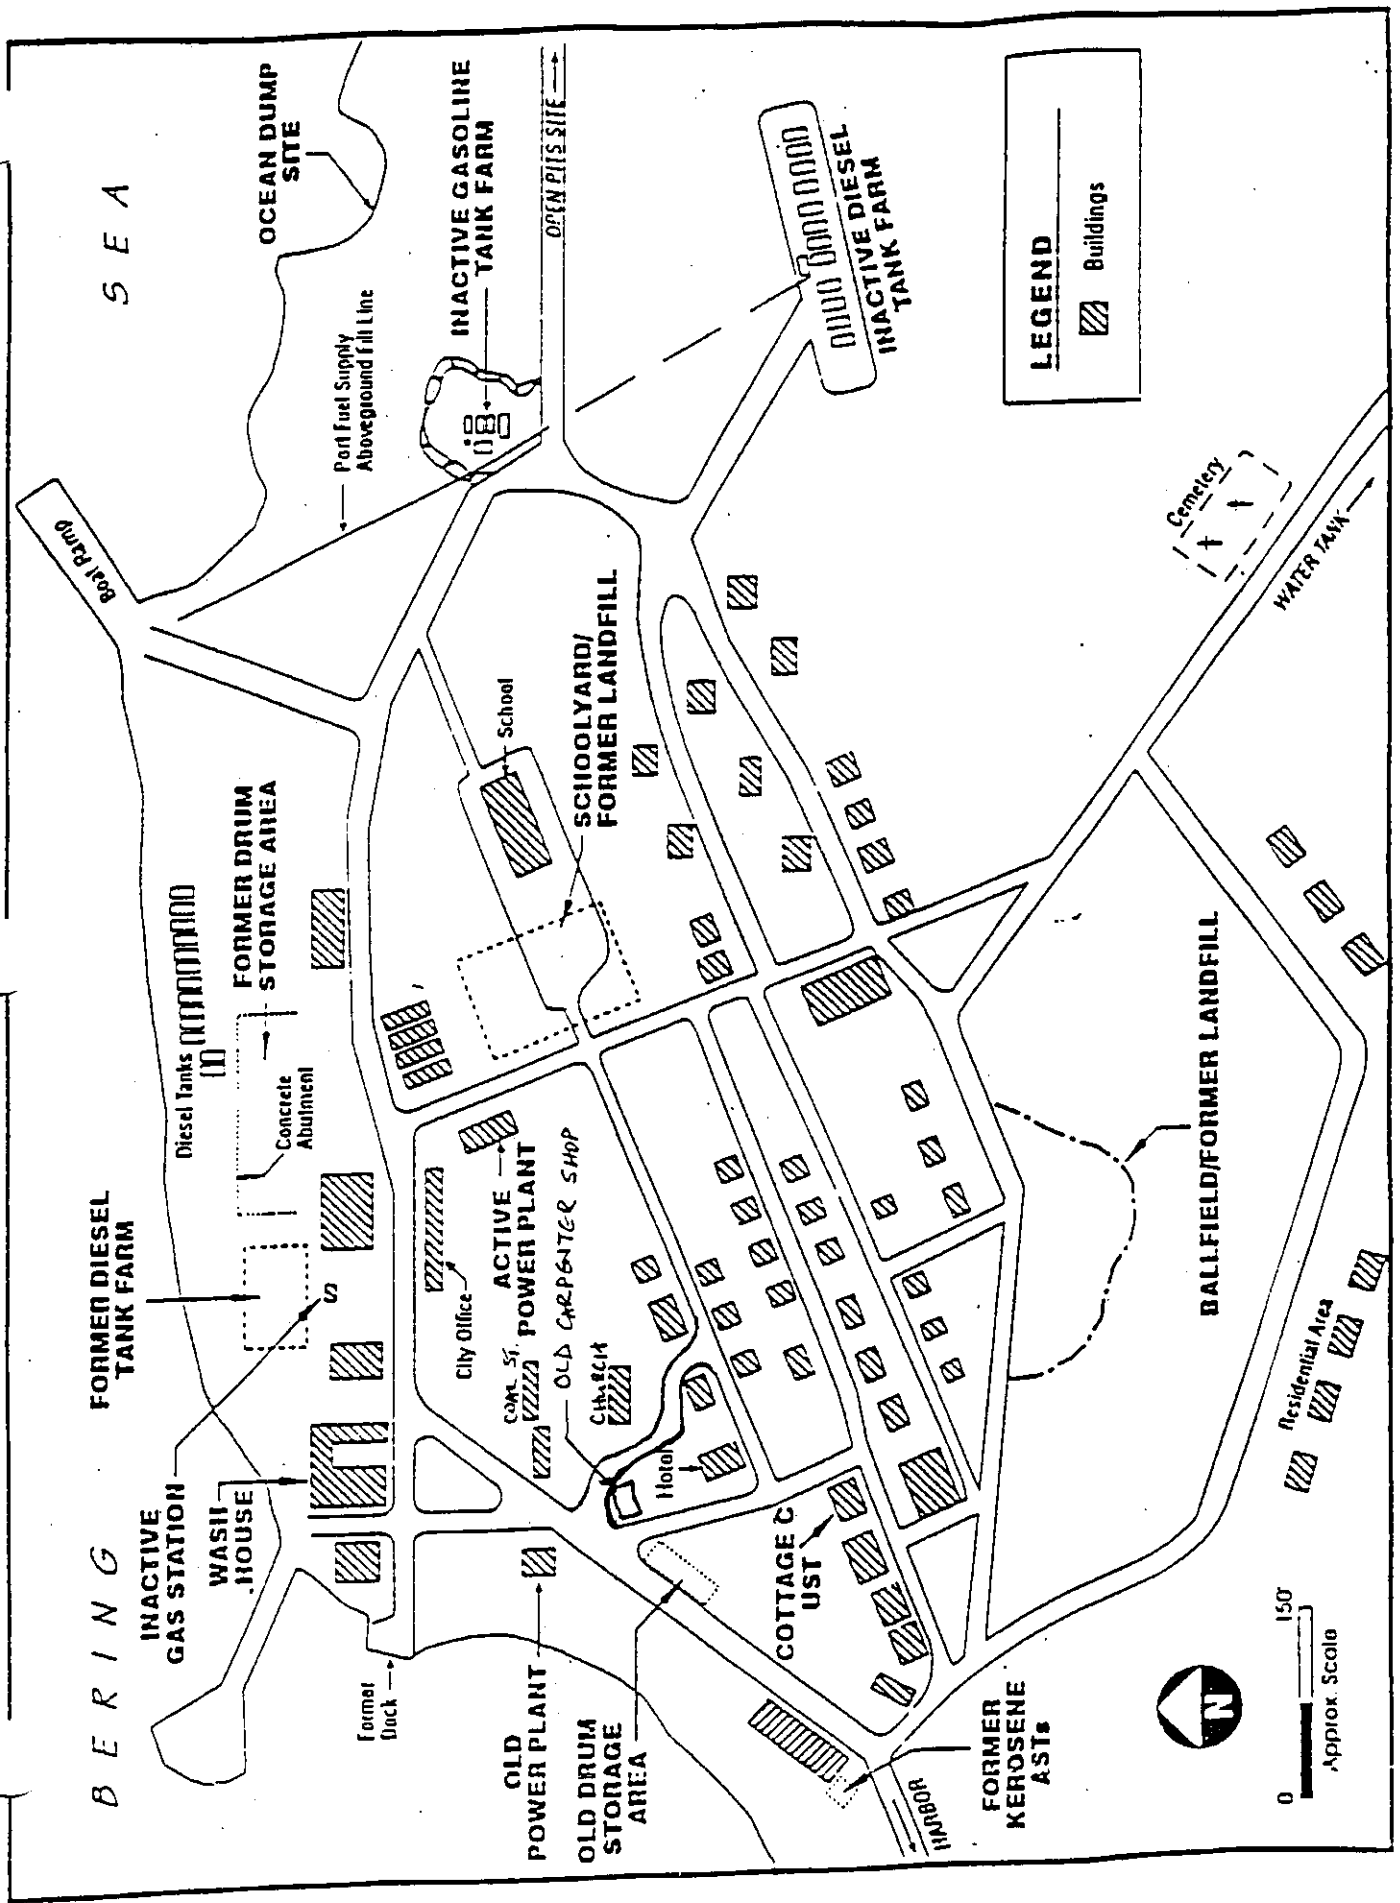 BERING SEA
OCEAN DUMP
SITE
INACTIVE GASOLINE
TANK FARM
OPEN PITS SITE
Port Fuel Supply
Aboveground Fill Line
Boat Ramp
INACTIVE DIESEL
TANK FARM
LEGEND
Buildings
Cemetery
WATER TANK
School
SCHOOLYARD/
FORMER LANDFILL
FORMER DRUM
STORAGE AREA
Diesel Tanks
Concrete
Abutment
FORMER DIESEL
TANK FARM
S
INACTIVE
GAS STATION
WASH
HOUSE
City Office
ACTIVE
POWER PLANT
COAL ST.
OLD CARPENTER SHOP
CHURCH
Hotel
Former
Dock
OLD
POWER PLANT
OLD DRUM
STORAGE
AREA
COTTAGE C
UST
FORMER
KEROSENE
ASTs
HARBOR
BALLFIELD/FORMER LANDFILL
Residential Area
N
0 150'
Approx. Scale